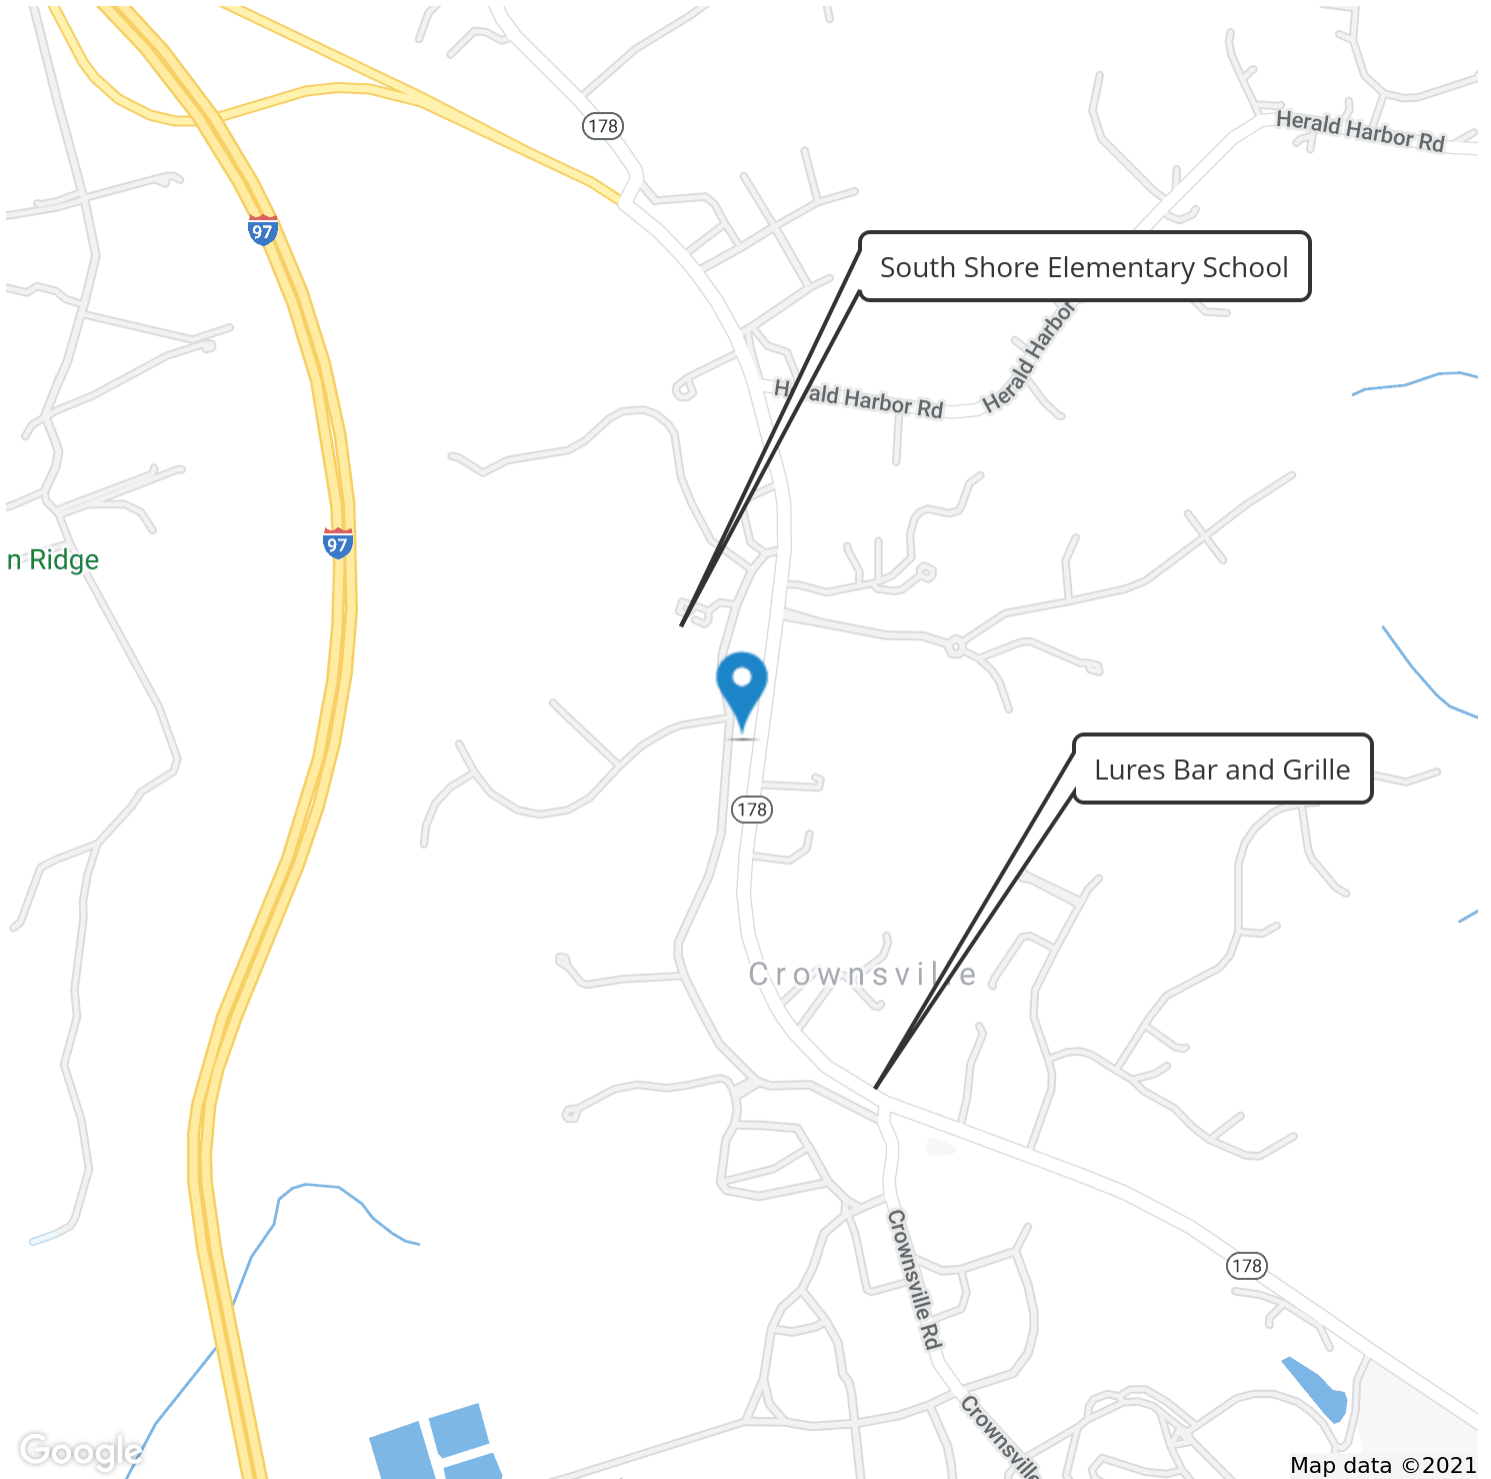 178
Herald Harbor Rd
97
South Shore Elementary School
Herald Harbor
Herald Harbor Rd
97
n Ridge
Lures Bar and Grille
178
Crownsville
Crownsville Rd
178
Crownsville
Google
Map data ©2021